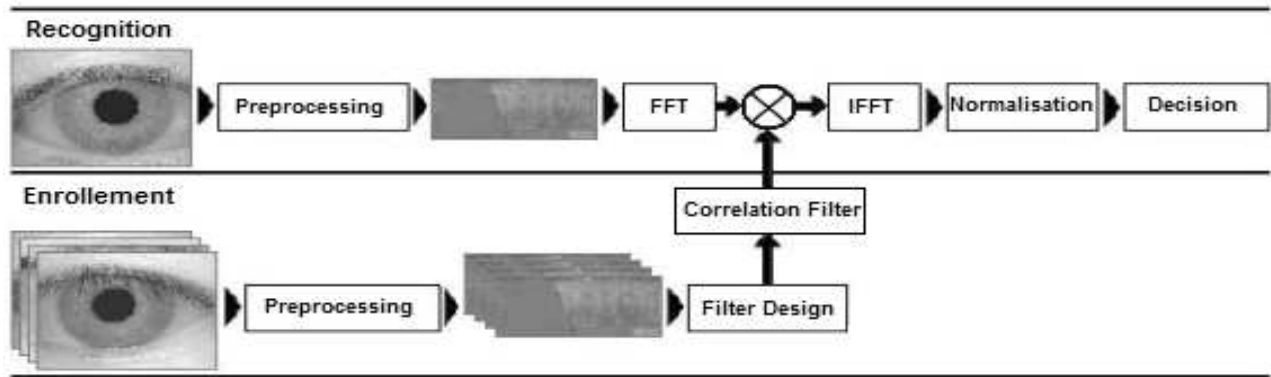 Recognition
Preprocessing
FFT
IFFT
Normalisation
Decision
Enrollement
Correlation Filter
Preprocessing
Filter Design